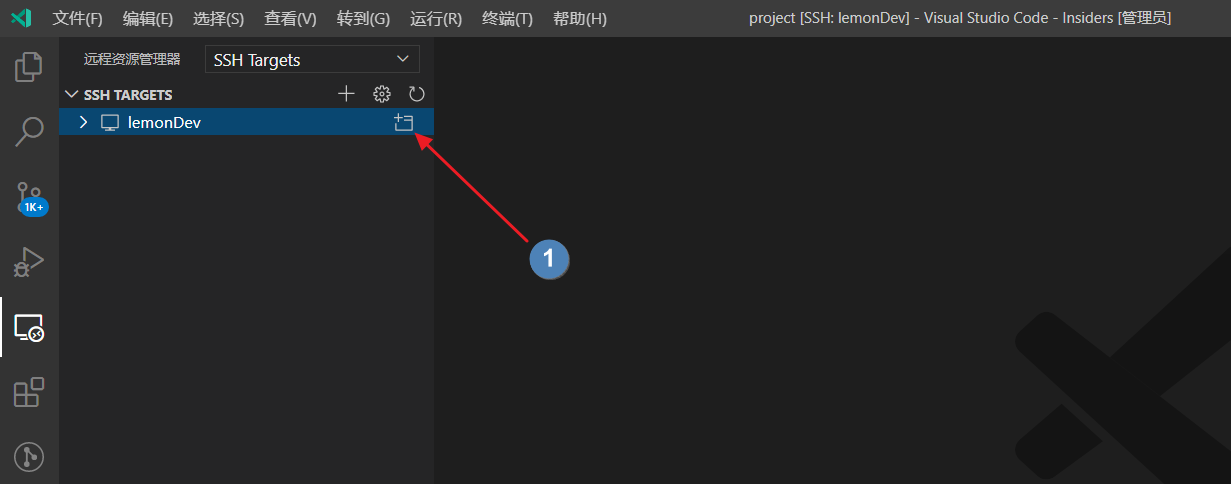 文件(F) 编辑(E) 选择(S) 查看(V) 转到(G) 运行(R) 终端(T) 帮助(H) project [SSH: lemonDev] - Visual Studio Code - Insiders [管理员]
远程资源管理器 SSH Targets
SSH TARGETS
lemonDev
1K+
1